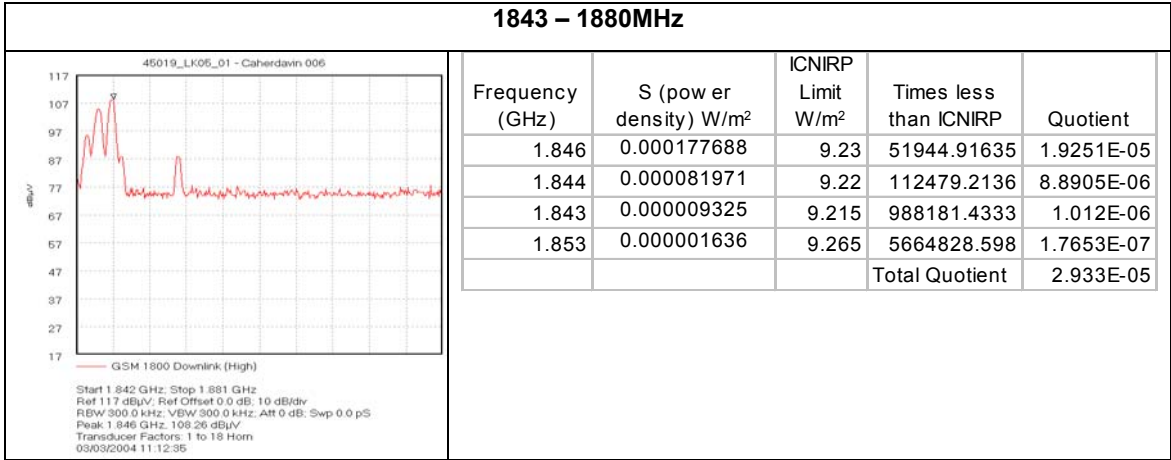 1843 – 1880MHz
45019_LK05_01 - Caherdavin 006
117
107
97
87
77
67
57
47
37
27
17
dBµV
GSM 1800 Downlink (High)
Start 1.842 GHz; Stop 1.881 GHz
Ref 117 dBµV; Ref Offset 0.0 dB; 10 dB/div
RBW 300.0 kHz; VBW 300.0 kHz; Att 0 dB; Swp 0.0 pS
Peak 1.846 GHz, 108.26 dBµV
Transducer Factors: 1 to 18 Horn
03/03/2004 11:12:35
Frequency (GHz) S (pow er density) W/m² ICNIRP Limit W/m² Times less than ICNIRP Quotient
1.846 0.000177688 9.23 51944.91635 1.9251E-05
1.844 0.000081971 9.22 112479.2136 8.8905E-06
1.843 0.000009325 9.215 988181.4333 1.012E-06
1.853 0.000001636 9.265 5664828.598 1.7653E-07
Total Quotient 2.933E-05